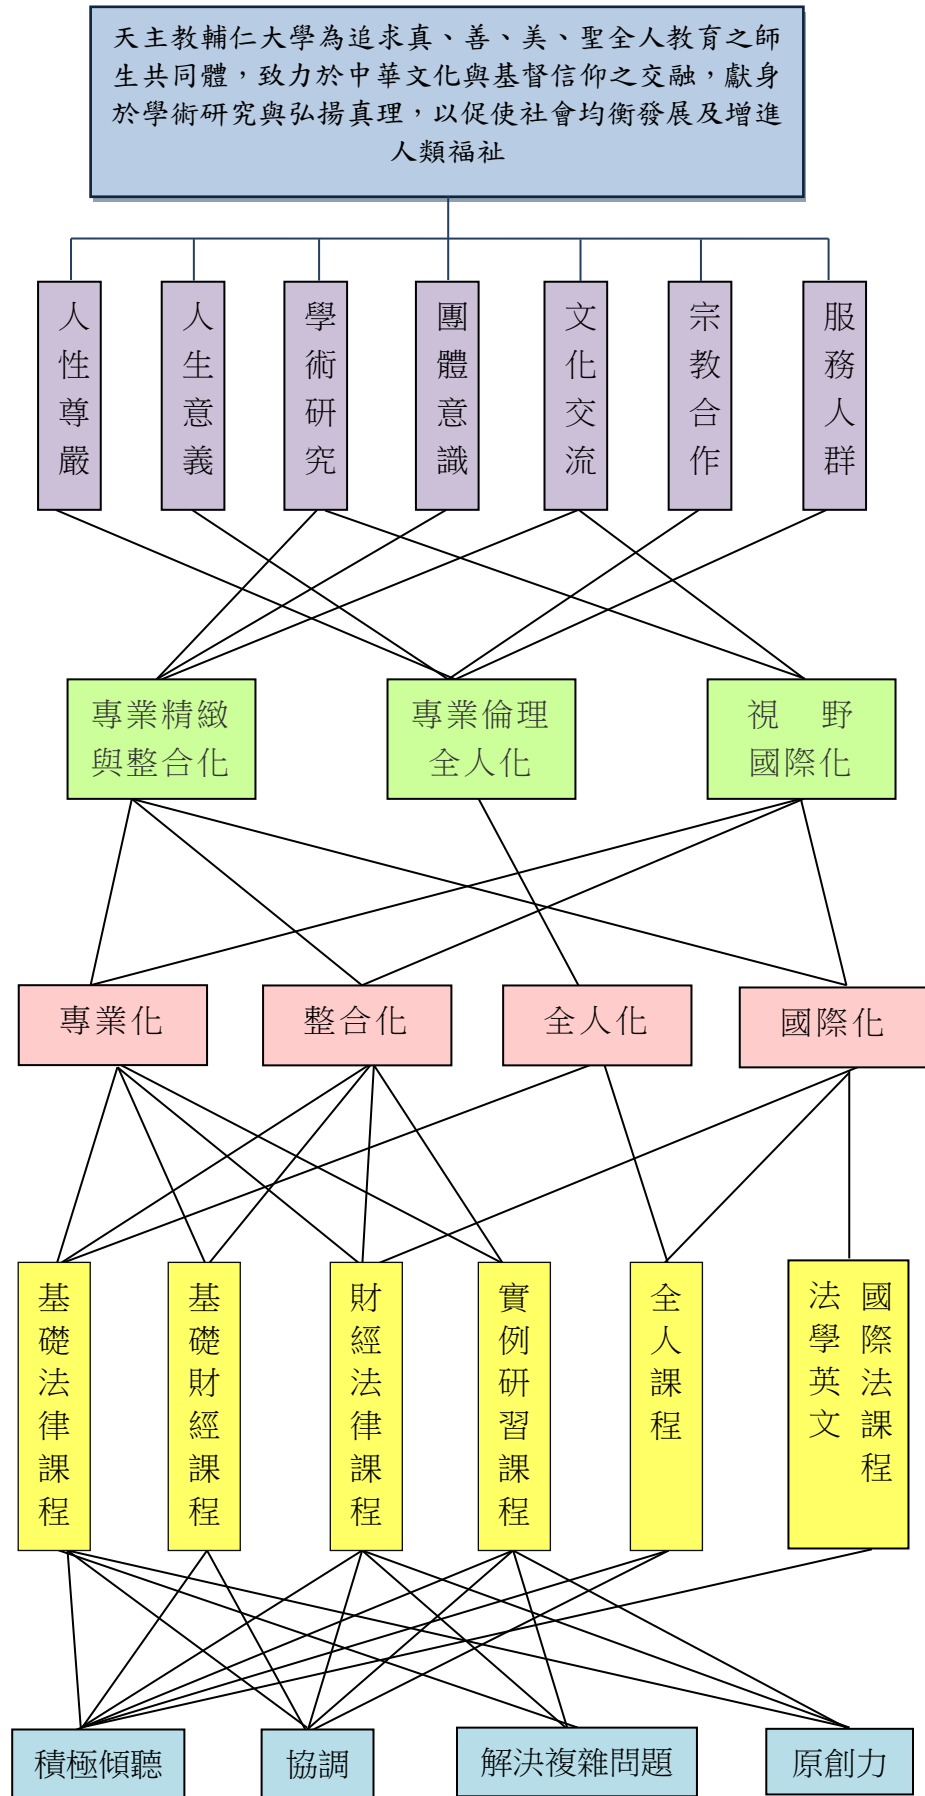 天主教輔仁大學為追求真、善、美、聖全人教育之師
生共同體，致力於中華文化與基督信仰之交融，獻身
於學術研究與弘揚真理，以促使社會均衡發展及增進
人類福祉
人性尊嚴
人生意義
學術研究
團體意識
文化交流
宗教合作
服務人群
專業精緻
與整合化
專業倫理
全人化
視 野
國際化
專業化
整合化
全人化
國際化
基礎法律課程
基礎財經課程
財經法律課程
實例研習課程
全人課程
國際法課程
法學英文
積極傾聽
協調
解決複雜問題
原創力